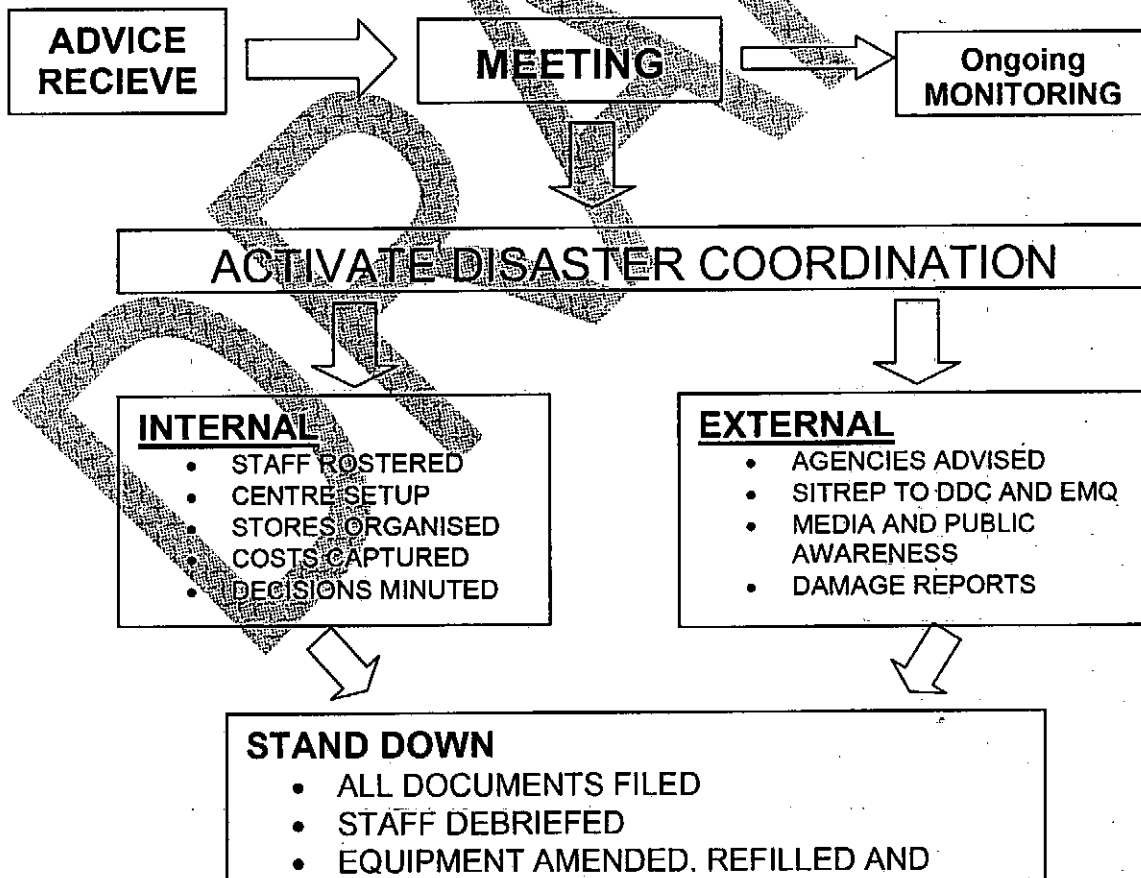 ADVICE
RECIEVE
MEETING
Ongoing
MONITORING
ACTIVATE DISASTER COORDINATION
INTERNAL
• STAFF ROSTERED
• CENTRE SETUP
• STORES ORGANISED
• COSTS CAPTURED
• DECISIONS MINUTED
EXTERNAL
• AGENCIES ADVISED
• SITREP TO DDC AND EMQ
• MEDIA AND PUBLIC
AWARENESS
• DAMAGE REPORTS
STAND DOWN
• ALL DOCUMENTS FILED
• STAFF DEBRIEFED
• EQUIPMENT AMENDED, REFILLED AND
DRA